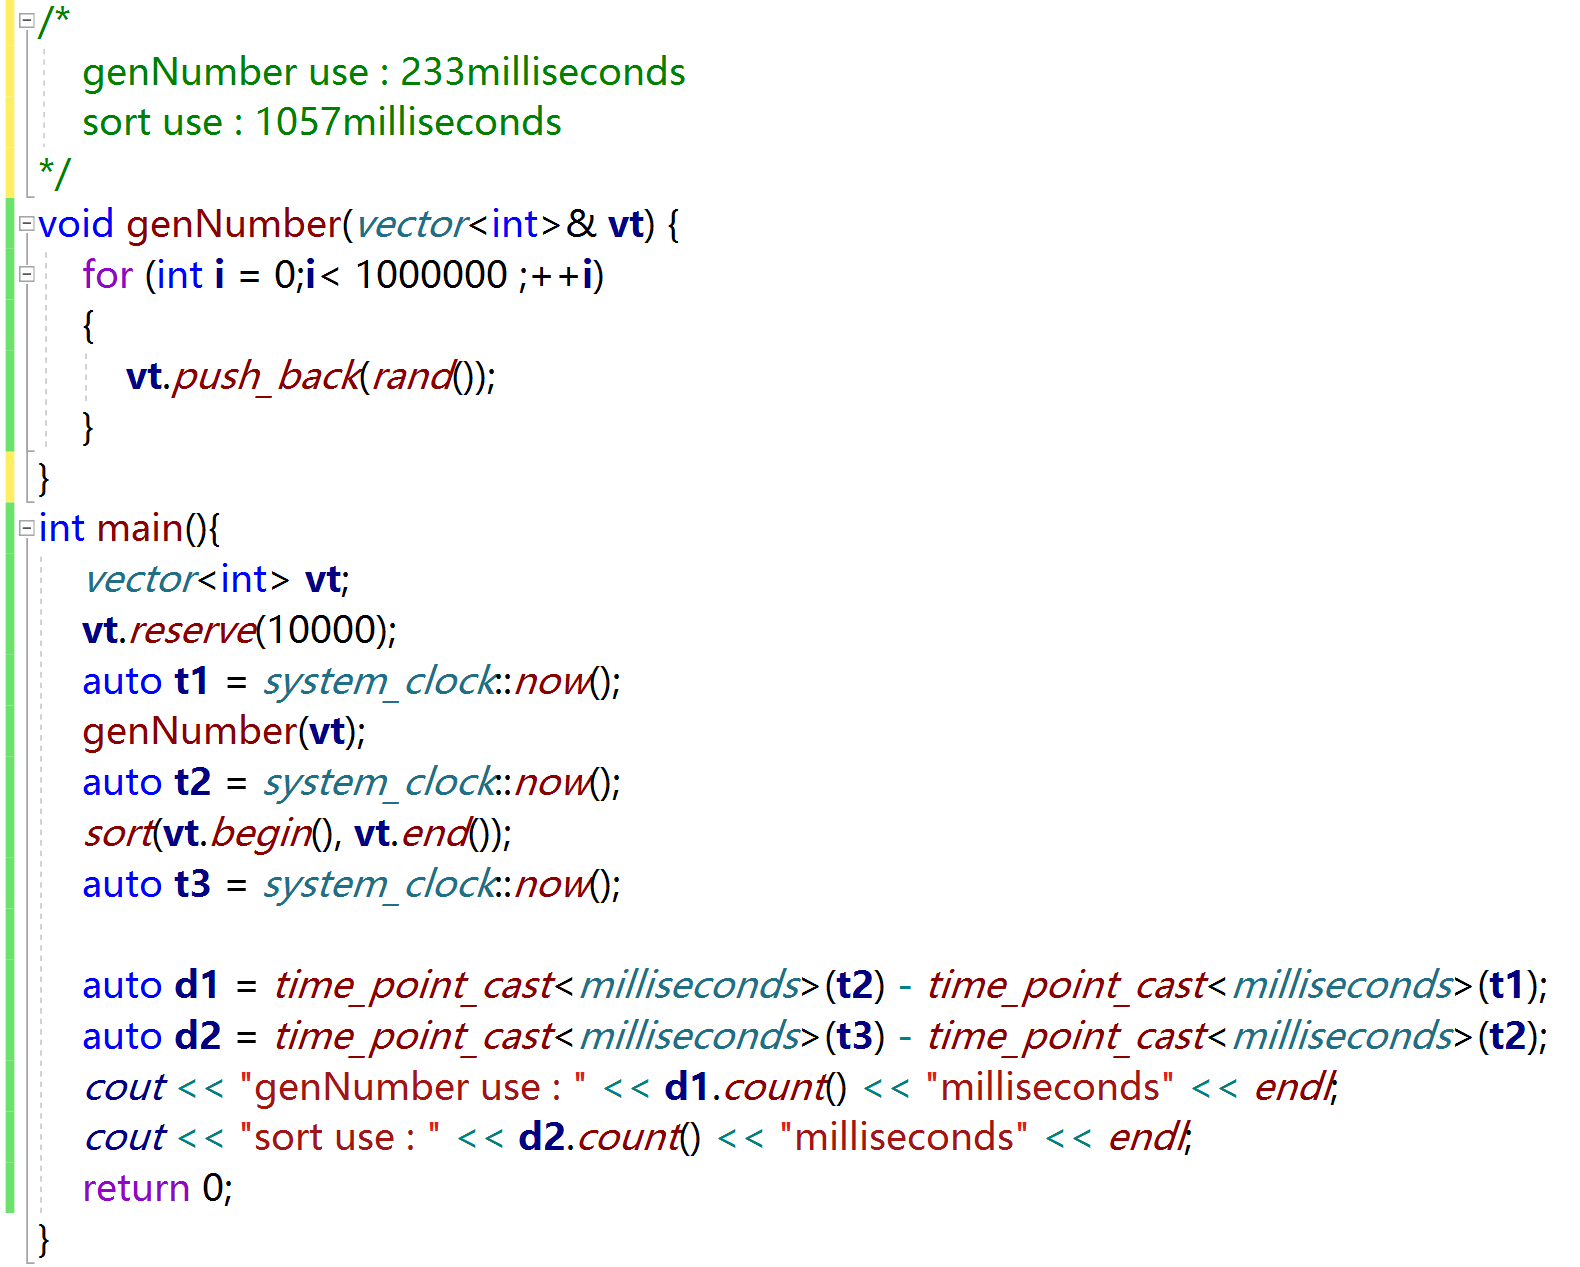 /*
genNumber use : 233milliseconds
sort use : 1057milliseconds
*/
void genNumber(vector<int>& vt) {
for (int i = 0;i< 1000000 ;++i)
{
vt.push_back(rand());
}
}
int main(){
vector<int> vt;
vt.reserve(10000);
auto t1 = system_clock::now();
genNumber(vt);
auto t2 = system_clock::now();
sort(vt.begin(), vt.end());
auto t3 = system_clock::now();
auto d1 = time_point_cast<milliseconds>(t2) - time_point_cast<milliseconds>(t1);
auto d2 = time_point_cast<milliseconds>(t3) - time_point_cast<milliseconds>(t2);
cout << "genNumber use : " << d1.count() << "milliseconds" << endl;
cout << "sort use : " << d2.count() << "milliseconds" << endl;
return 0;
}